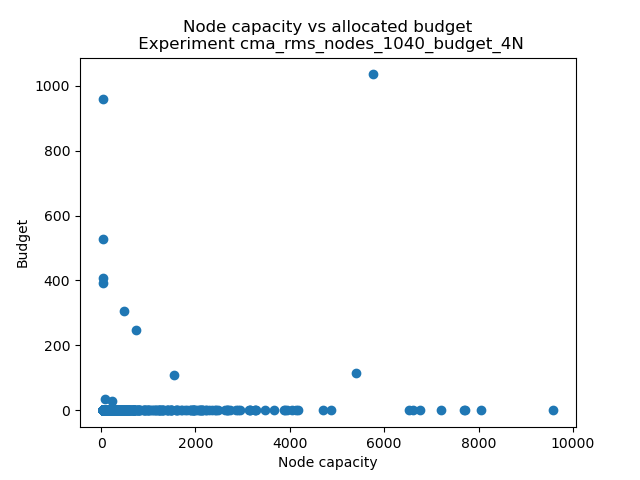 Node capacity vs allocated budget
Experiment cma_rms_nodes_1040_budget_4N
1000
800
600
400
200
0
Budget
0 2000 4000 6000 8000 10000
Node capacity